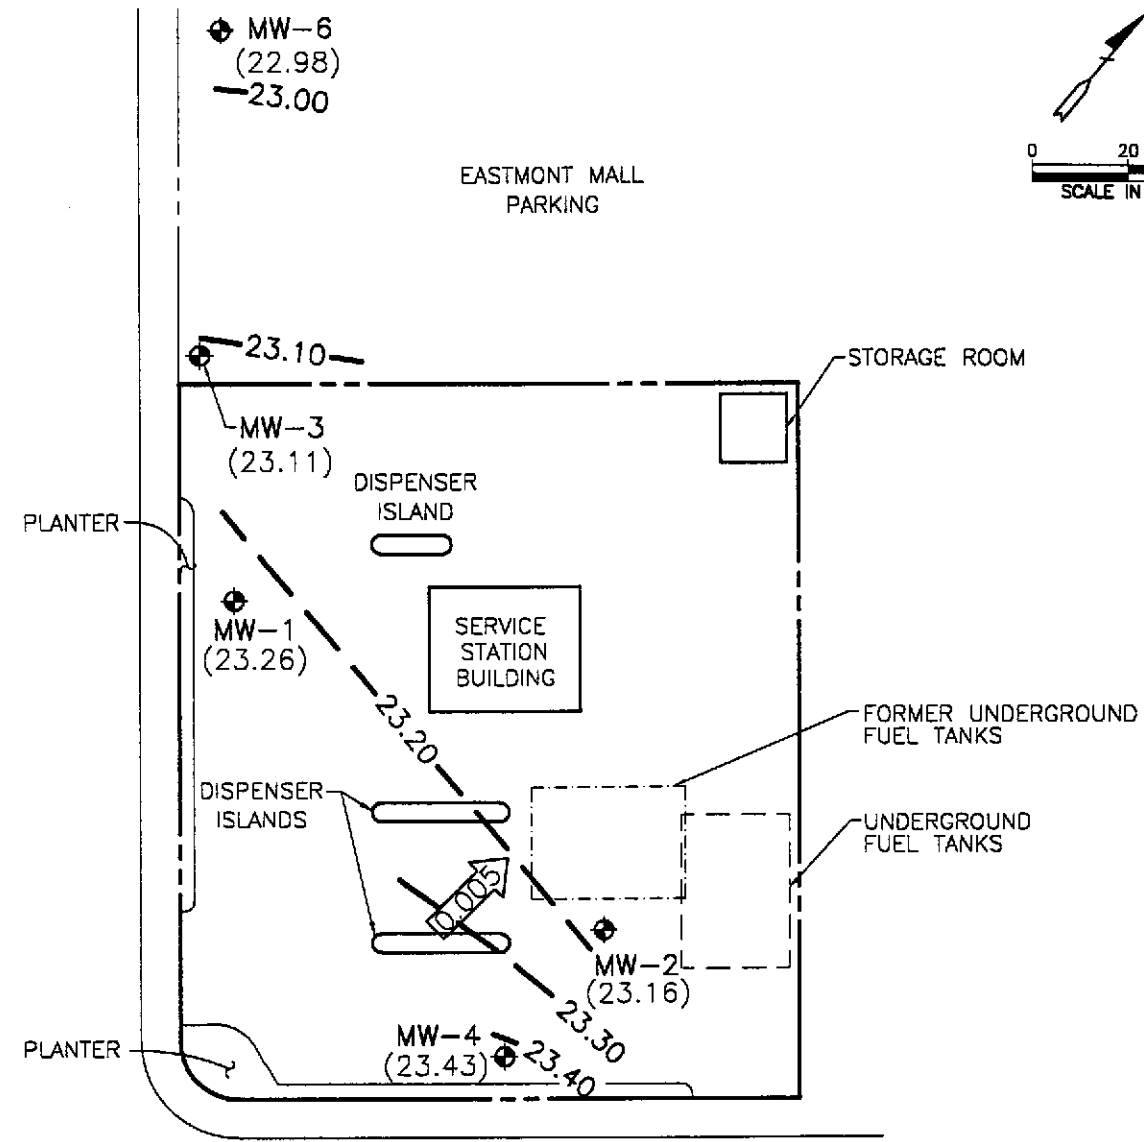 MW-6
(22.98)
23.00
EASTMONT MALL
PARKING
0 20
SCALE IN
23.10
STORAGE ROOM
MW-3
(23.11)
DISPENSER
ISLAND
PLANTER
MW-1
(23.26)
SERVICE
STATION
BUILDING
23.20
FORMER UNDERGROUND
FUEL TANKS
DISPENSER
ISLANDS
UNDERGROUND
FUEL TANKS
0.005
MW-2
(23.16)
23.30
MW-4
(23.43)
23.40
PLANTER